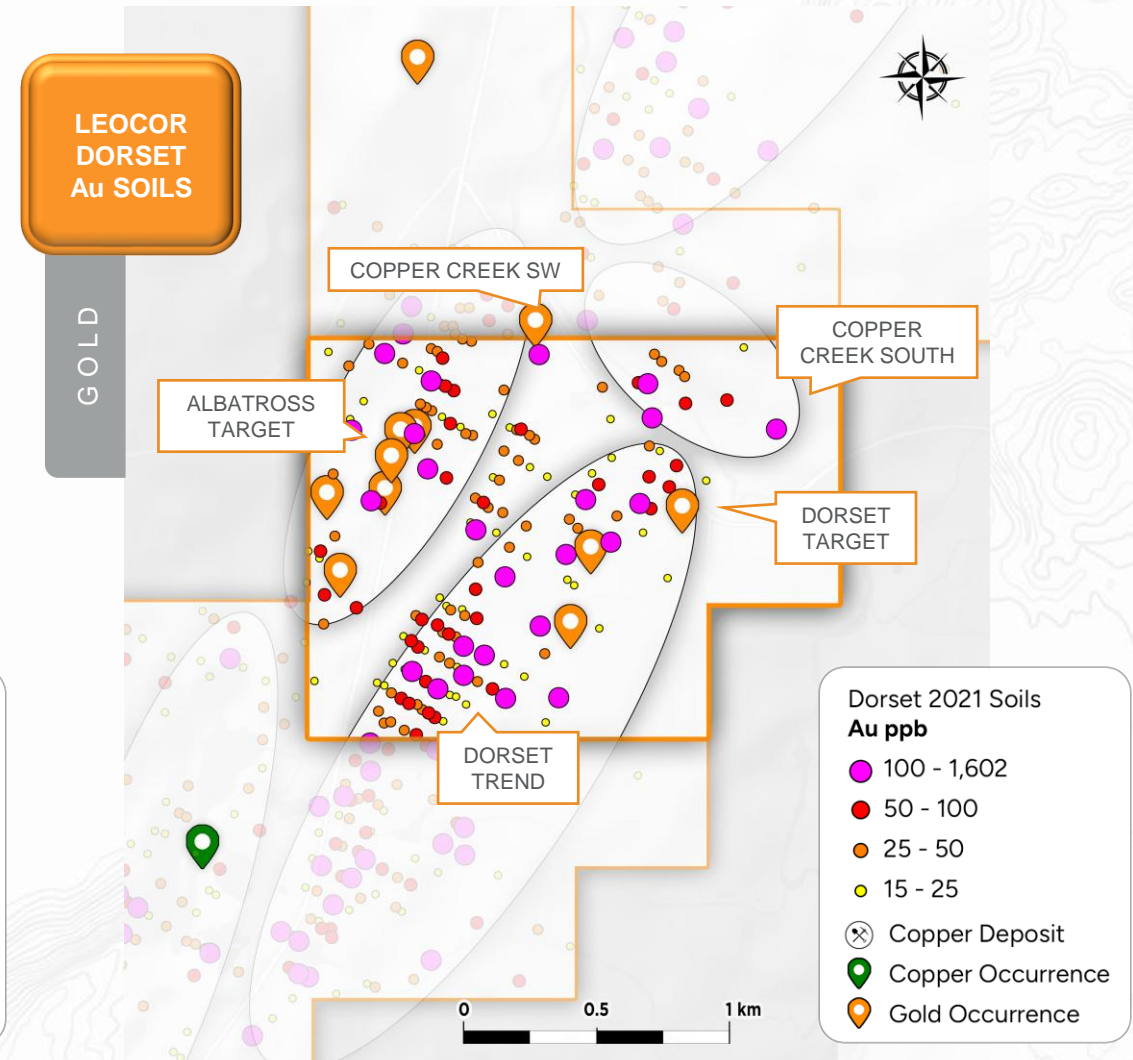 LEOCOR
DORSET
Au SOILS
GOLD
COPPER CREEK SW
COPPER
CREEK SOUTH
ALBATROSS
TARGET
DORSET
TARGET
DORSET
TREND
Dorset 2021 Soils
Au ppb
100 - 1,602
50 - 100
25 - 50
15 - 25
Copper Deposit
Copper Occurrence
Gold Occurrence
0 0.5 1 km